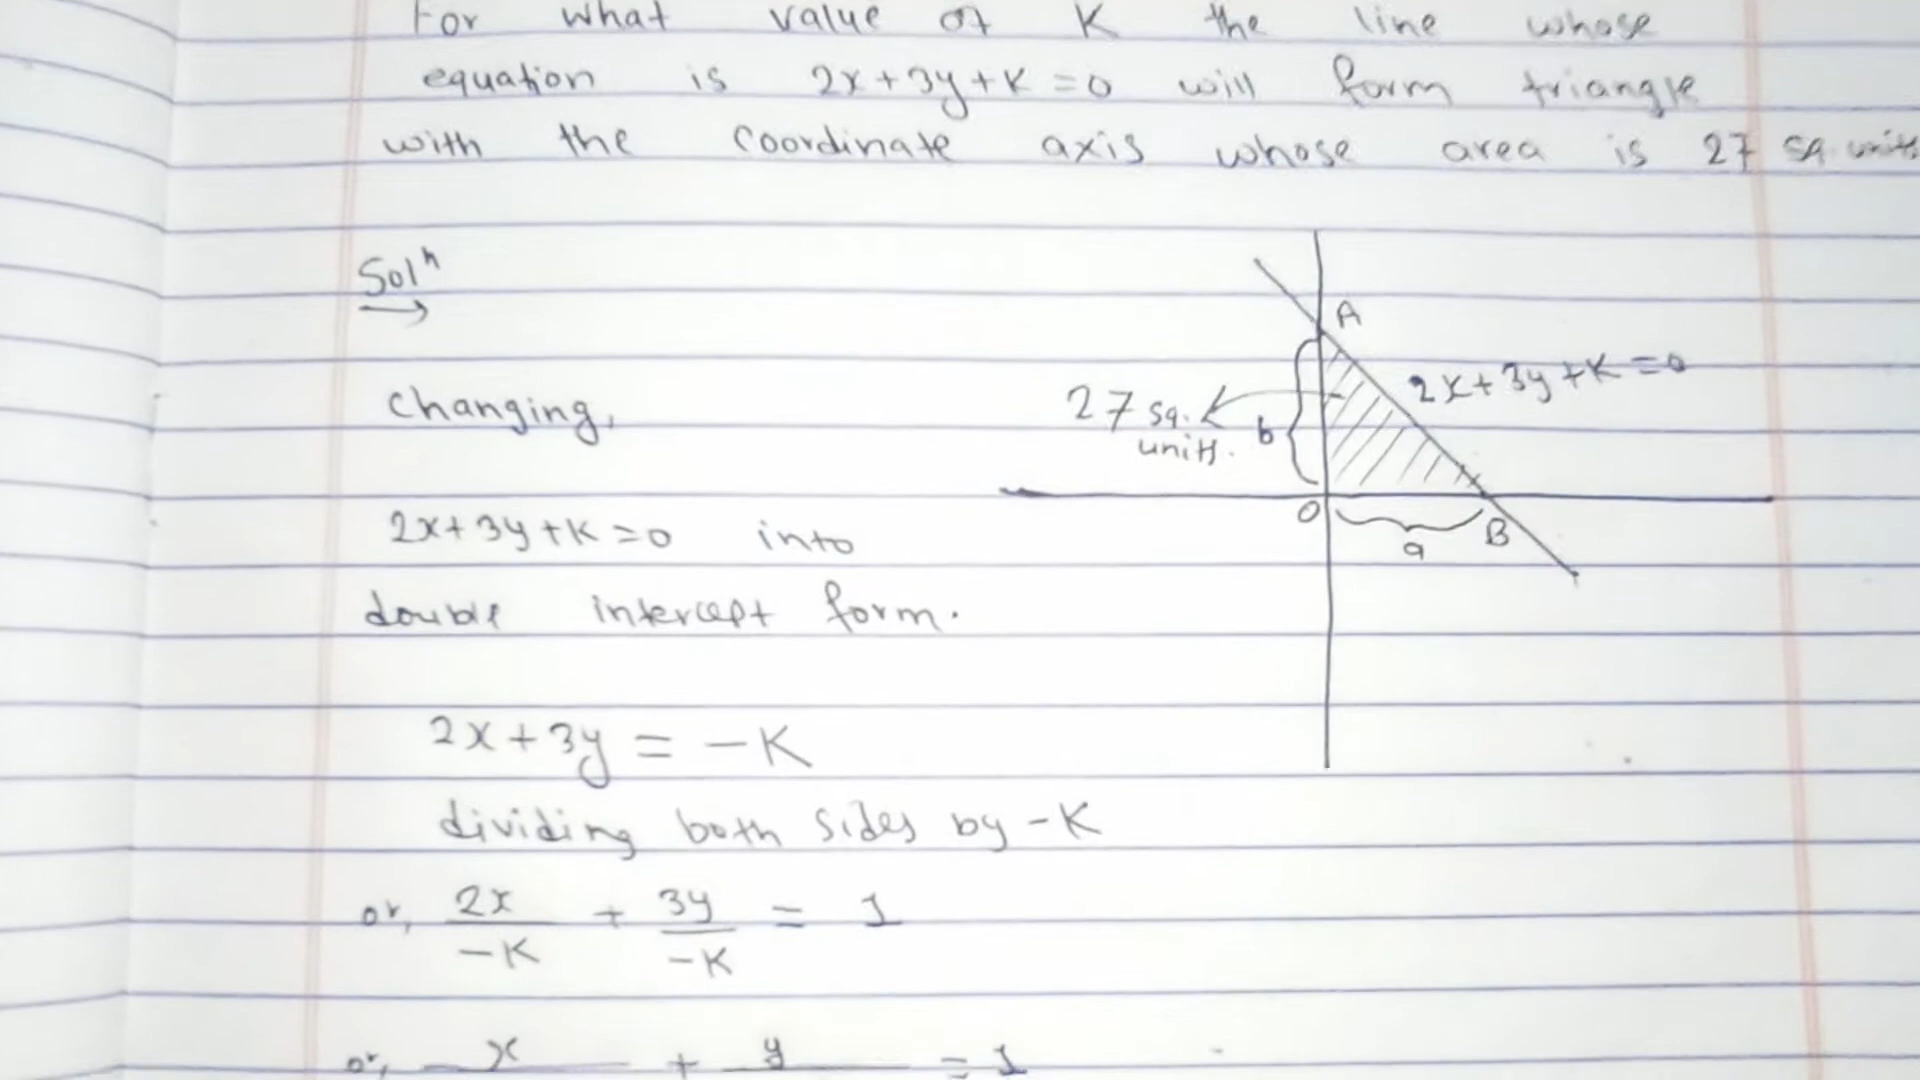 For what value of K the line whose
equation is 2x+3y+K=0 will form triangle
with the coordinate axis whose area is 27 sq units
Solⁿ
A
2x+3y+K=0
27 sq.
units.
b
O
a
B
changing,
2x+3y+K=0 into
double intercept form.
2x+3y = -K
dividing both sides by -K
or, 2x/-K + 3y/-K = 1
or, x + y = 1